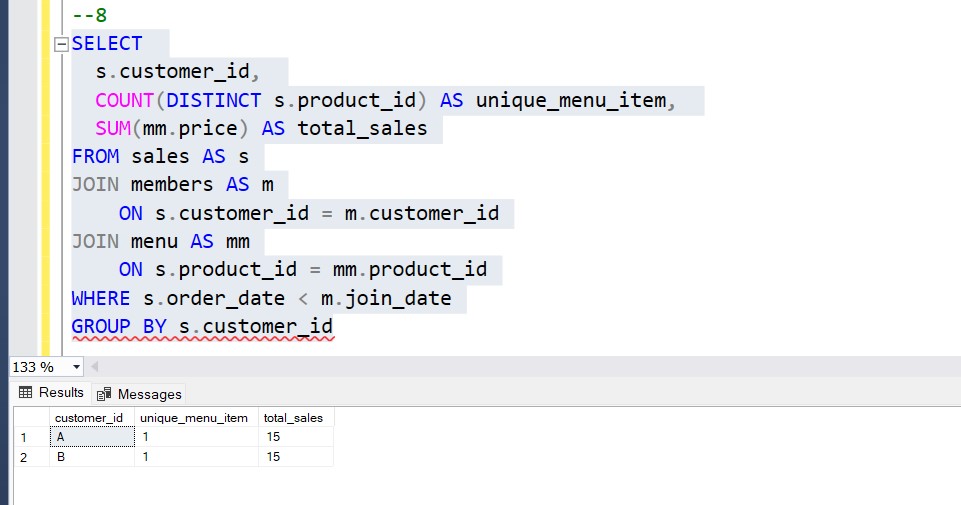 --8
SELECT
s.customer_id,
COUNT(DISTINCT s.product_id) AS unique_menu_item,
SUM(mm.price) AS total_sales
FROM sales AS s
JOIN members AS m
ON s.customer_id = m.customer_id
JOIN menu AS mm
ON s.product_id = mm.product_id
WHERE s.order_date < m.join_date
GROUP BY s.customer_id
133 %
Results Messages
customer_id unique_menu_item total_sales
1 A 1 15
2 B 1 15